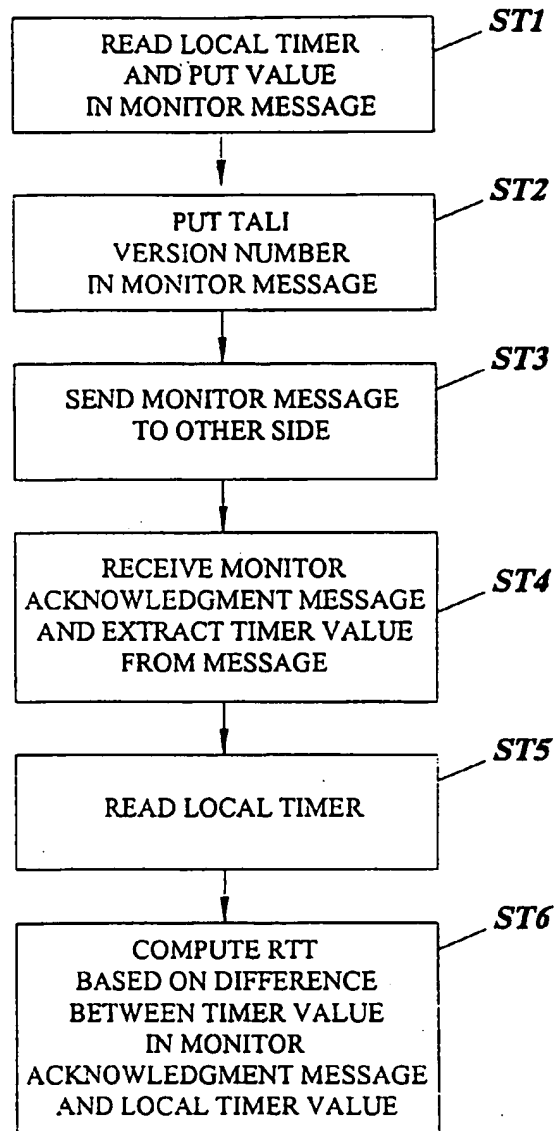 ST1
READ LOCAL TIMER
AND PUT VALUE
IN MONITOR MESSAGE
ST2
PUT TALI
VERSION NUMBER
IN MONITOR MESSAGE
ST3
SEND MONITOR MESSAGE
TO OTHER SIDE
ST4
RECEIVE MONITOR
ACKNOWLEDGMENT MESSAGE
AND EXTRACT TIMER VALUE
FROM MESSAGE
ST5
READ LOCAL TIMER
ST6
COMPUTE RTT
BASED ON DIFFERENCE
BETWEEN TIMER VALUE
IN MONITOR
ACKNOWLEDGMENT MESSAGE
AND LOCAL TIMER VALUE